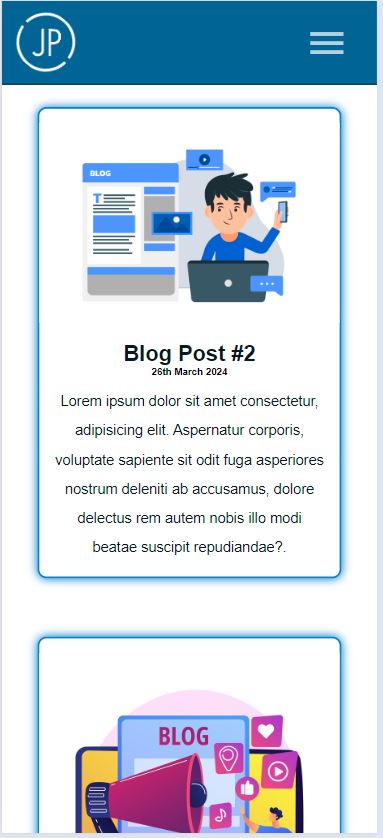 JP
BLOG
T
Blog Post #2
26th March 2024
Lorem ipsum dolor sit amet consectetur,
adipisicing elit. Aspernatur corporis,
voluptate sapiente sit odit fuga asperiores
nostrum deleniti ab accusamus, dolore
delectus rem autem nobis illo modi
beatae suscipit repudiandae?.
BLOG